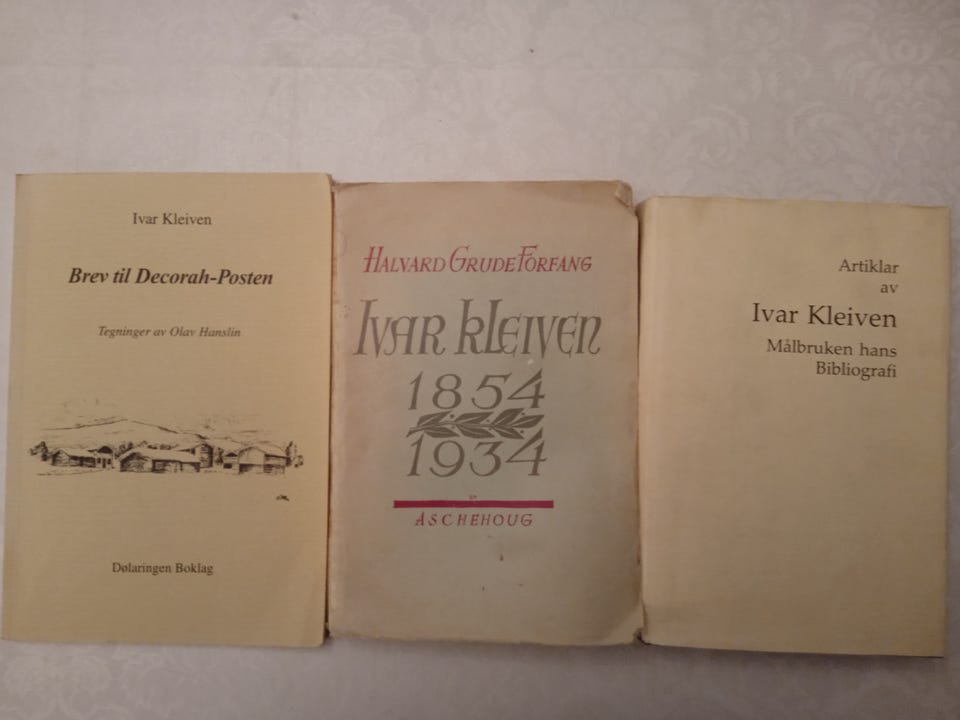 Ivar Kleiven
Brev til Decorah-Posten
Tegninger av Olav Hanslin
Dølaringen Boklag
HALVARD GRUDE FORFANG
IVAR KLEIVEN
1854
1934
ASCHEHOUG
Artiklar
av
Ivar Kleiven
Målbruken hans
Bibliografi